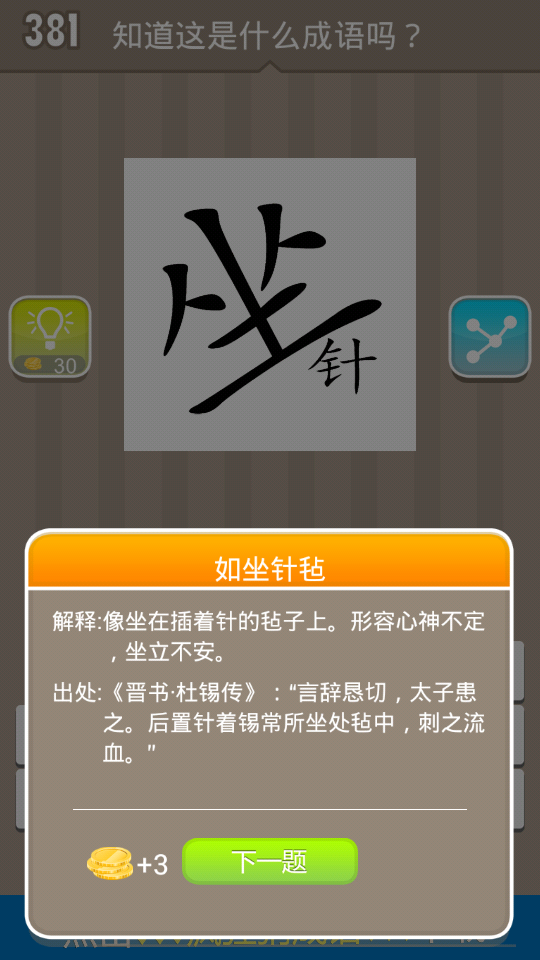 381 知道这是什么成语吗？
坐
针
30
如坐针毡
解释:像坐在插着针的毡子上。形容心神不定
，坐立不安。
出处:《晋书·杜锡传》：“言辞恳切，太子患
之。后置针着锡常所坐处毡中，刺之流
血。”
+3 下一题